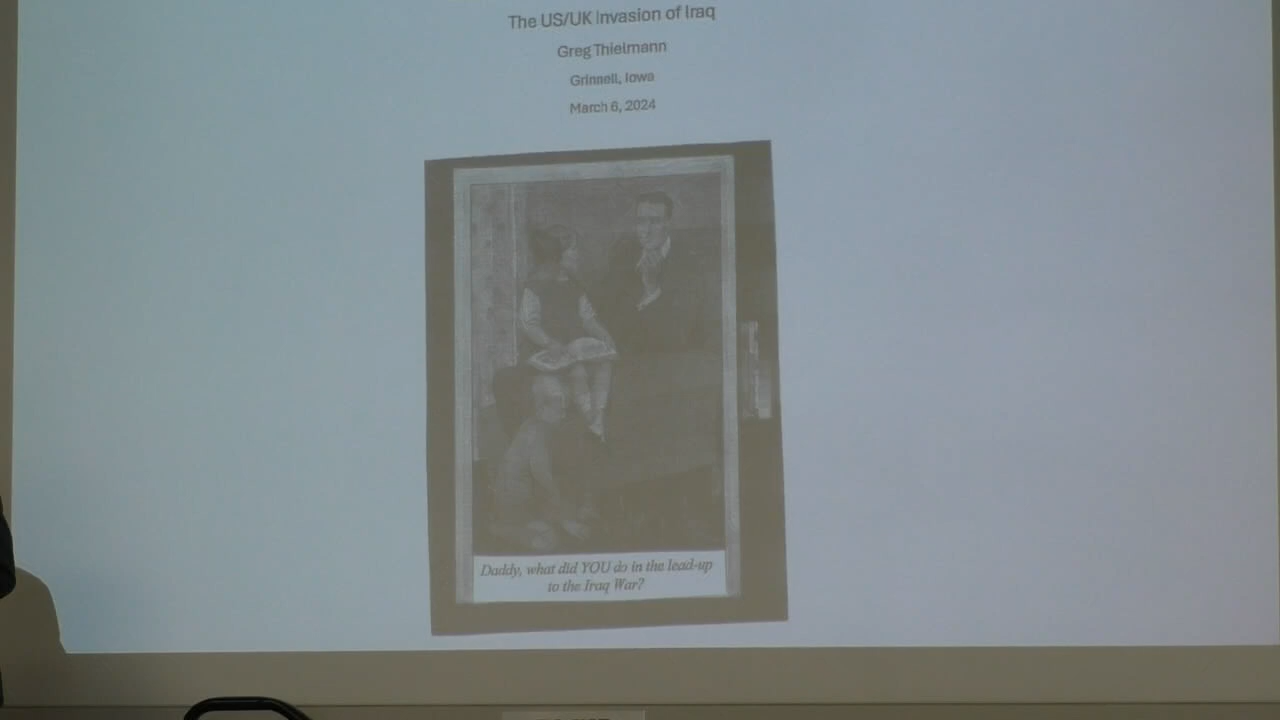 The US/UK Invasion of Iraq
Greg Thielmann
Grinnell, Iowa
March 6, 2024
Daddy, what did YOU do in the lead-up
to the Iraq War?